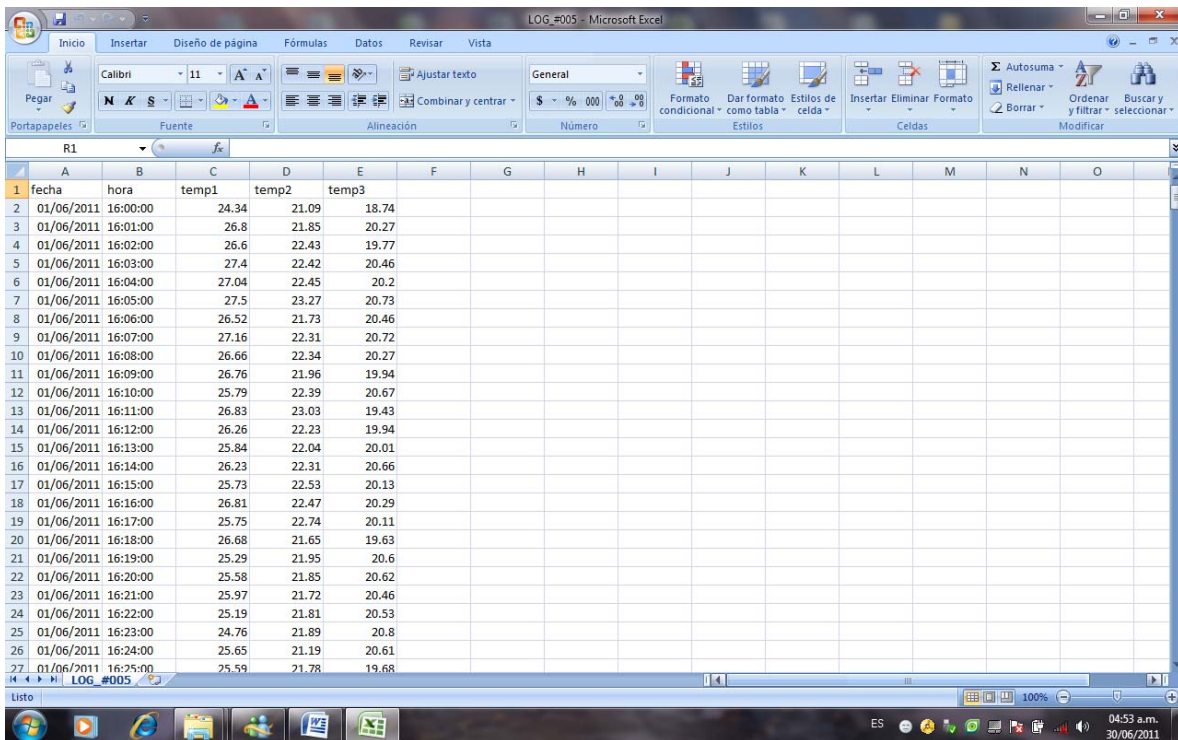 LOG_#005 - Microsoft Excel
Inicio Insertar Diseño de página Fórmulas Datos Revisar Vista
Pegar
Calibri 11 A A
N K S A
Ajustar texto
Combinar y centrar
General
$ % 000
Formato condicional
Dar formato como tabla
Estilos de celda
Insertar Eliminar Formato
Σ Autosuma
Rellenar
Borrar
Ordenar y filtrar
Buscar y seleccionar
Portapapeles Fuente Alineación Número Estilos Celdas Modificar
R1 fx
A B C D E F G H I J K L M N O
1 fecha hora temp1 temp2 temp3
2 01/06/2011 16:00:00 24.34 21.09 18.74
3 01/06/2011 16:01:00 26.8 21.85 20.27
4 01/06/2011 16:02:00 26.6 22.43 19.77
5 01/06/2011 16:03:00 27.4 22.42 20.46
6 01/06/2011 16:04:00 27.04 22.45 20.2
7 01/06/2011 16:05:00 27.5 23.27 20.73
8 01/06/2011 16:06:00 26.52 21.73 20.46
9 01/06/2011 16:07:00 27.16 22.31 20.72
10 01/06/2011 16:08:00 26.66 22.34 20.27
11 01/06/2011 16:09:00 26.76 21.96 19.94
12 01/06/2011 16:10:00 25.79 22.39 20.67
13 01/06/2011 16:11:00 26.83 23.03 19.43
14 01/06/2011 16:12:00 26.26 22.23 19.94
15 01/06/2011 16:13:00 25.84 22.04 20.01
16 01/06/2011 16:14:00 26.23 22.31 20.66
17 01/06/2011 16:15:00 25.73 22.53 20.13
18 01/06/2011 16:16:00 26.81 22.47 20.29
19 01/06/2011 16:17:00 25.75 22.74 20.11
20 01/06/2011 16:18:00 26.68 21.65 19.63
21 01/06/2011 16:19:00 25.29 21.95 20.6
22 01/06/2011 16:20:00 25.58 21.85 20.62
23 01/06/2011 16:21:00 25.97 21.72 20.46
24 01/06/2011 16:22:00 25.19 21.81 20.53
25 01/06/2011 16:23:00 24.76 21.89 20.8
26 01/06/2011 16:24:00 25.65 21.19 20.61
27 01/06/2011 16:25:00 25.59 21.78 19.68
LOG_#005
Listo 100%
ES 04:53 a.m.
30/06/2011